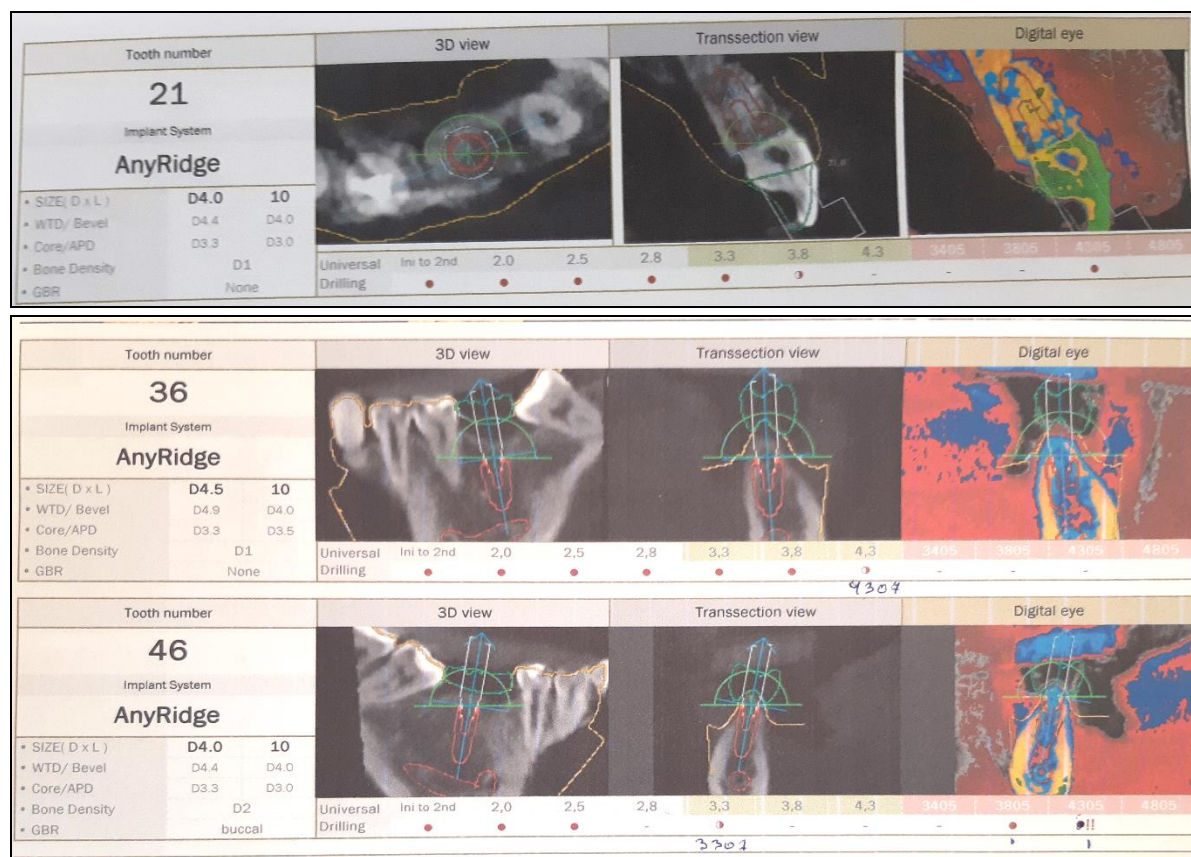 Tooth number 3D view Transsection view Digital eye
21
Implant System
AnyRidge
• SIZE( D x L ) D4.0 10
• WTD/ Bevel D4.4 D4.0
• Core/APD D3.3 D3.0
• Bone Density D1
• GBR None
Universal Drilling Ini to 2nd 2.0 2.5 2.8 3.3 3.8 4.3 3405 3805 4305 4805
● ● ● ● ● ◑ - - - ●
Tooth number 3D view Transsection view Digital eye
36
Implant System
AnyRidge
• SIZE( D x L ) D4.5 10
• WTD/ Bevel D4.9 D4.0
• Core/APD D3.3 D3.5
• Bone Density D1
• GBR None
Universal Drilling Ini to 2nd 2,0 2,5 2,8 3,3 3,8 4,3 3405 3805 4305 4805
● ● ● ● ● ● ◑ - - - -
4307
Tooth number 3D view Transsection view Digital eye
46
Implant System
AnyRidge
• SIZE( D x L ) D4.0 10
• WTD/ Bevel D4.4 D4.0
• Core/APD D3.3 D3.0
• Bone Density D2
• GBR buccal
Universal Drilling Ini to 2nd 2,0 2,5 2,8 3,3 3,8 4,3 3405 3805 4305 4805
● ● ● - ◑ - - - ● ●!! -
3307